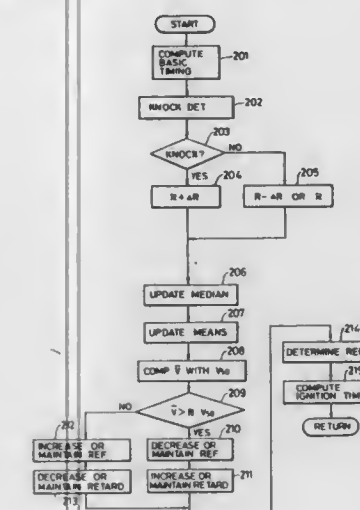 START
COMPUTE
BASIC
TIMING
201
KNOCK DET
202
203
KNOCK?
NO
YES
204
205
R+ΔR
R-ΔR OR R
206
UPDATE MEDIAN
207
UPDATE MEANS
208
COMP V̄ WITH V50
209
NO
V̄>N V50
YES
212
210
INCREASE OR
MAINTAIN REF
DECREASE OR
MAINTAIN REF
DECREASE OR
MAINTAIN RETARD
213
INCREASE OR
MAINTAIN RETARD
211
214
DETERMINE
215
COMPUTE
IGNITION
RETURN